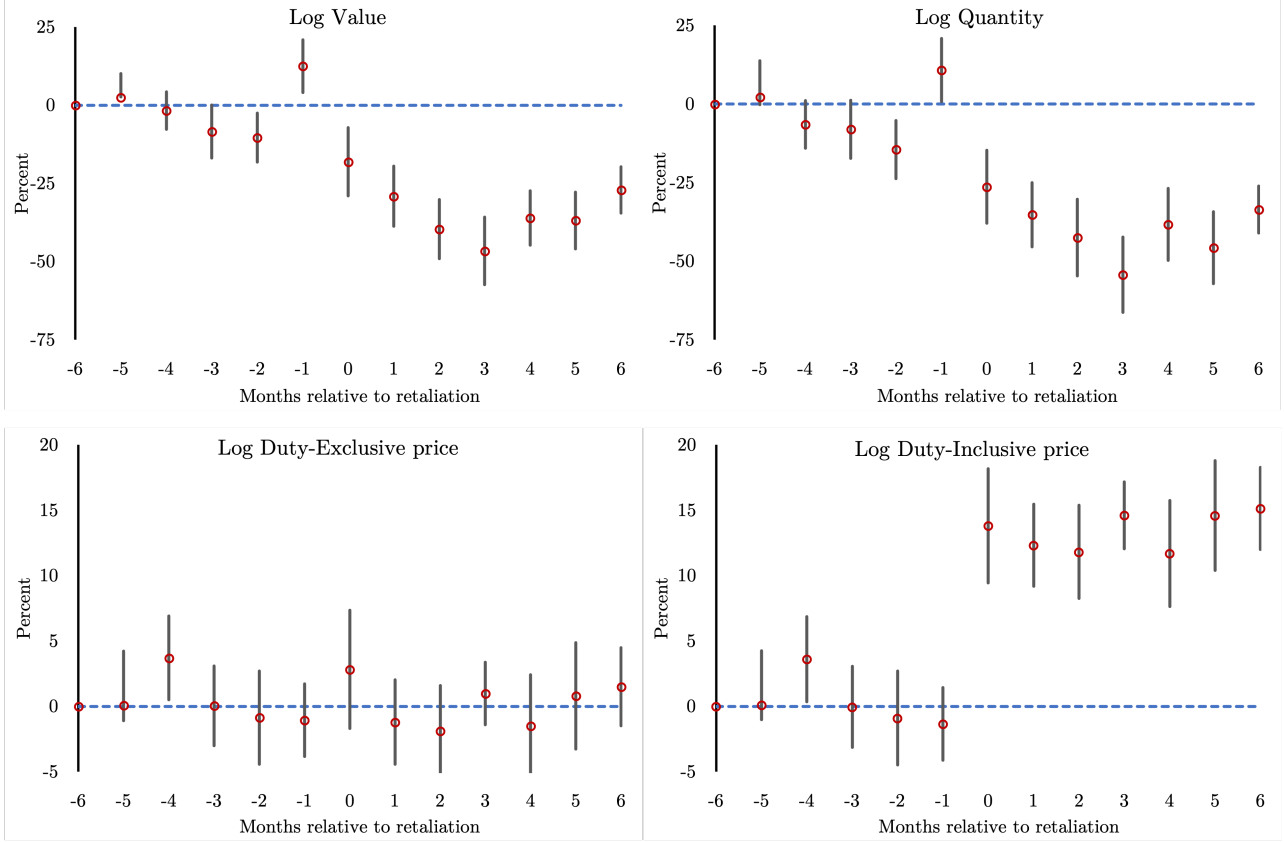 Log Value
25
0
-25
-50
-75
Percent
-6 -5 -4 -3 -2 -1 0 1 2 3 4 5 6
Months relative to retaliation
Log Quantity
25
0
-25
-50
-75
Percent
-6 -5 -4 -3 -2 -1 0 1 2 3 4 5 6
Months relative to retaliation
Log Duty-Exclusive price
20
15
10
5
0
-5
Percent
-6 -5 -4 -3 -2 -1 0 1 2 3 4 5 6
Months relative to retaliation
Log Duty-Inclusive price
20
15
10
5
0
-5
Percent
-6 -5 -4 -3 -2 -1 0 1 2 3 4 5 6
Months relative to retaliation